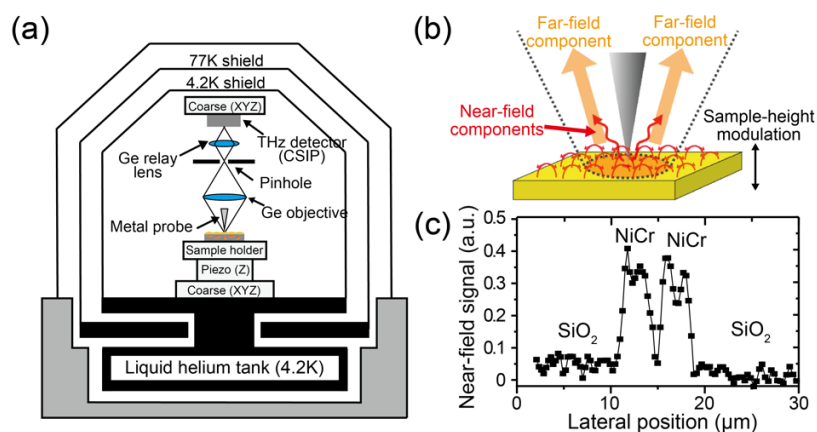 (a)
77K shield
4.2K shield
Coarse (XYZ)
THz detector
(CSIP)
Ge relay
lens
Pinhole
Ge objective
Metal probe
Sample holder
Piezo (Z)
Coarse (XYZ)
Liquid helium tank (4.2K)
(b)
Far-field
component
Far-field
component
Near-field
components
Sample-height
modulation
(c)
Near-field signal (a.u.)
0.5
0.4
0.3
0.2
0.1
0
NiCr
NiCr
SiO₂
SiO₂
0
10
20
30
Lateral position (μm)